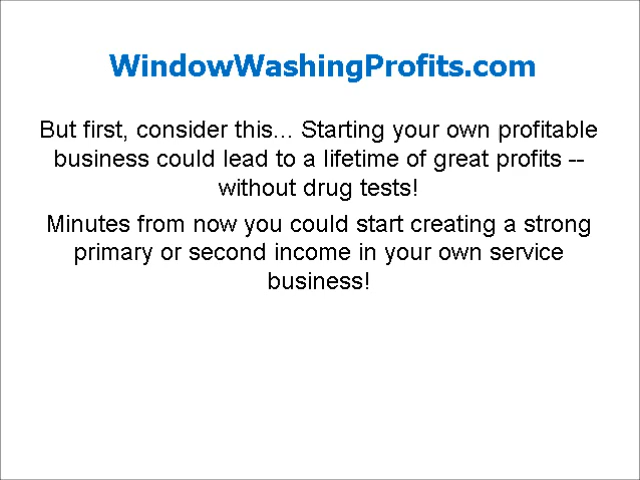 WindowWashingProfits.com
But first, consider this... Starting your own profitable
business could lead to a lifetime of great profits --
without drug tests!
Minutes from now you could start creating a strong
primary or second income in your own service
business!